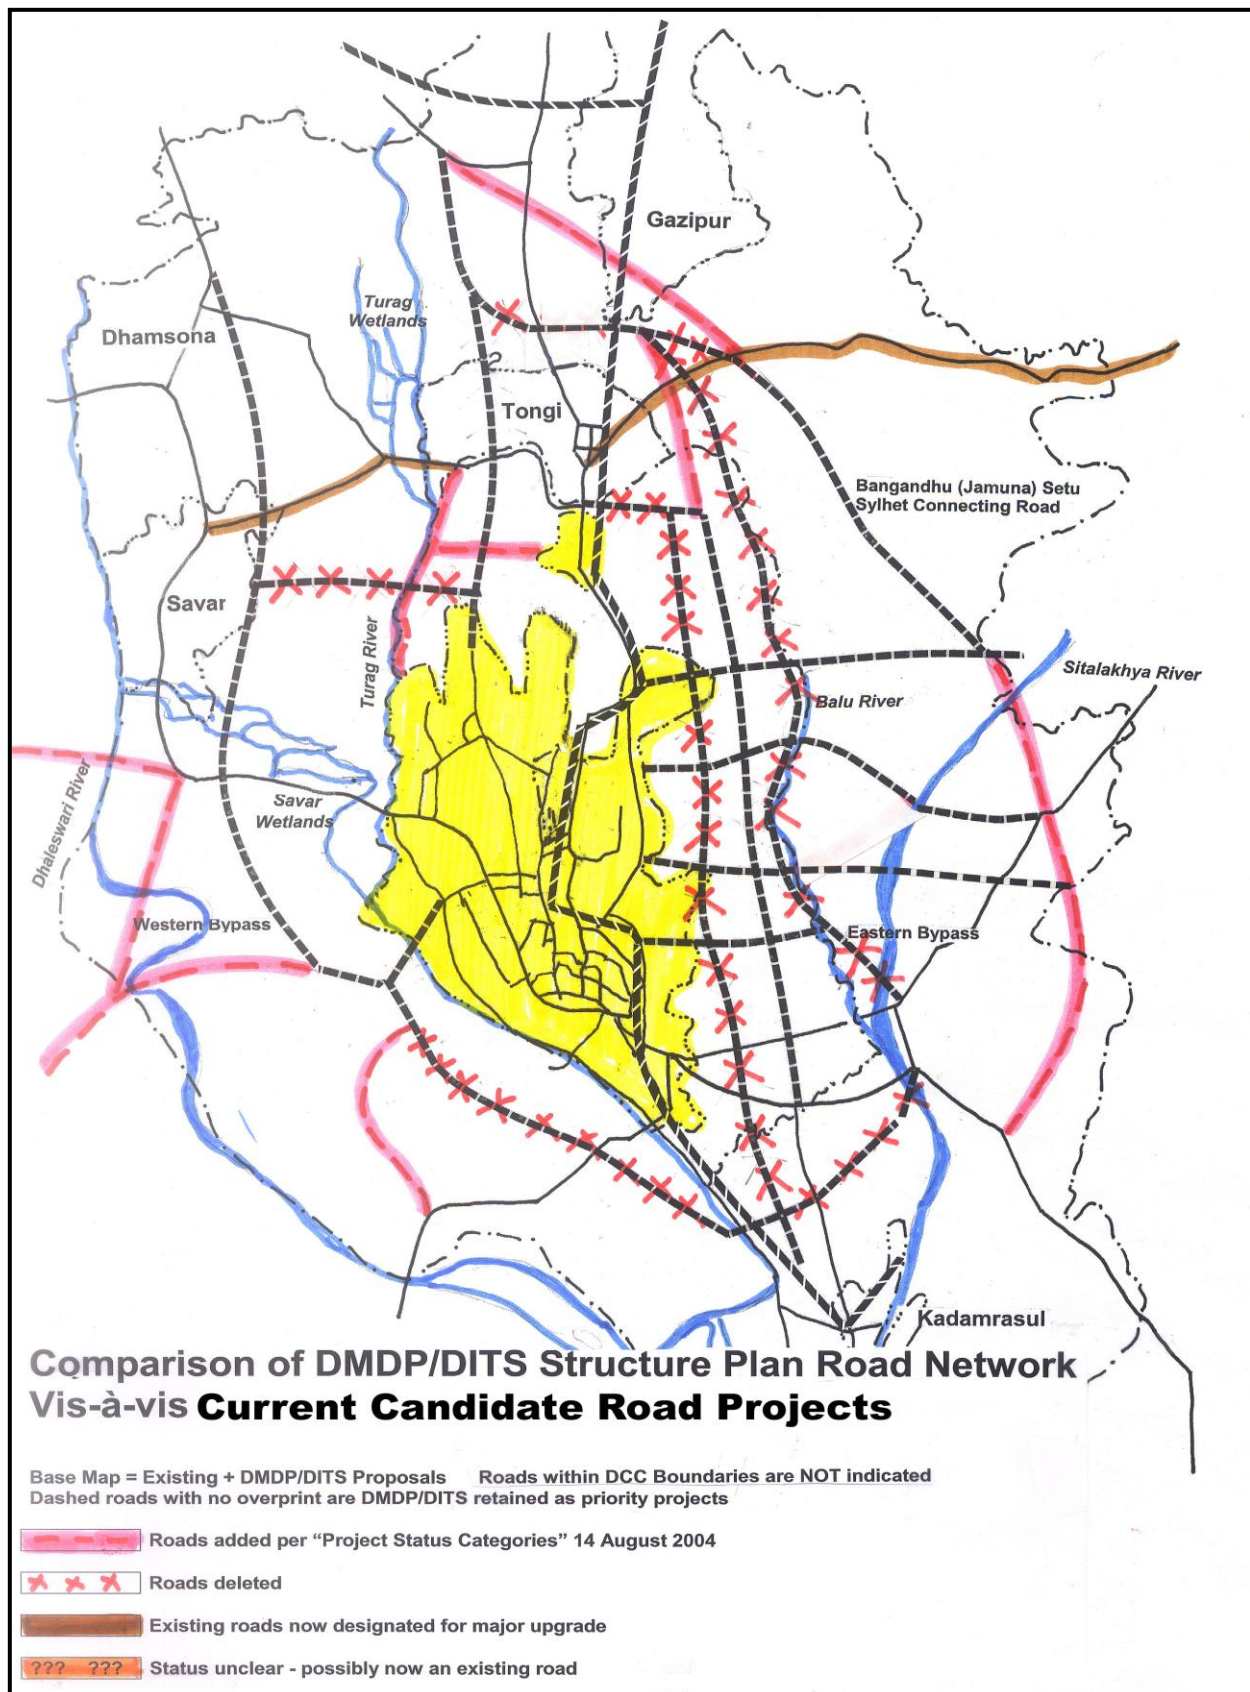 Gazipur
Turag
Wetlands
Dhamsona
Tongi
Bangandhu (Jamuna) Setu
Sylhet Connecting Road
Savar
Turag River
Sitalakhya River
Balu River
Dhaleswari River
Savar
Wetlands
Western Bypass
Eastern Bypass
Kadamrasul
Comparison of DMDP/DITS Structure Plan Road Network
Vis-à-vis Current Candidate Road Projects
Base Map = Existing + DMDP/DITS Proposals Roads within DCC Boundaries are NOT indicated
Dashed roads with no overprint are DMDP/DITS retained as priority projects
Roads added per “Project Status Categories” 14 August 2004
Roads deleted
Existing roads now designated for major upgrade
??? ??? Status unclear - possibly now an existing road